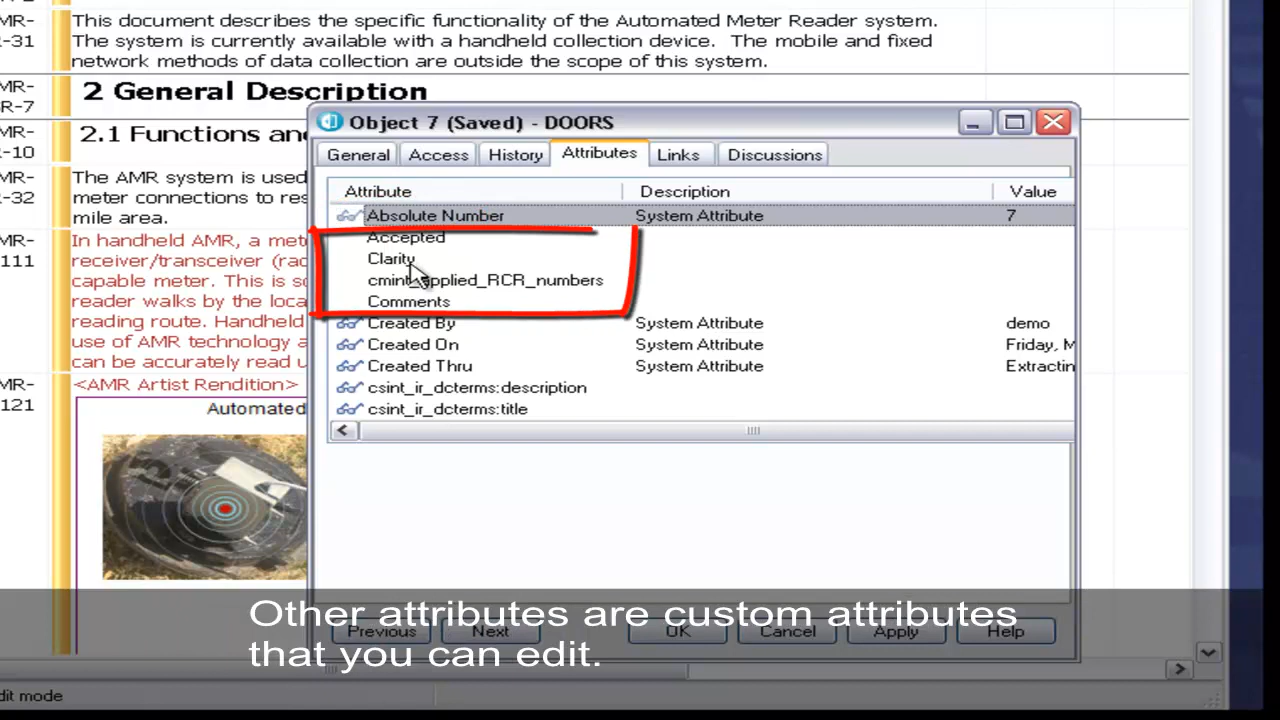 MR-
R-31
This document describes the specific functionality of the Automated Meter Reader system.
The system is currently available with a handheld collection device. The mobile and fixed
network methods of data collection are outside the scope of this system.
MR-
R-7
2 General Description
MR-
-10
2.1 Functions and
MR-
-32
The AMR system is used
meter connections to res
mile area.
MR-
111
In handheld AMR, a met
receiver/transceiver (rad
capable meter. This is so
reader walks by the loca
reading route. Handheld
use of AMR technology a
can be accurately read u
MR-
121
<AMR Artist Rendition>
Automated
Object 7 (Saved) - DOORS
General Access History Attributes Links Discussions
Attribute Description Value
Absolute Number System Attribute 7
Accepted
Clarity
cmint_applied_RCR_numbers
Comments
Created By System Attribute demo
Created On System Attribute Friday, M
Created Thru System Attribute Extractin
csint_ir_dcterms:description
csint_ir_dcterms:title
Previous Next OK Cancel Apply Help
Other attributes are custom attributes
that you can edit.
dit mode